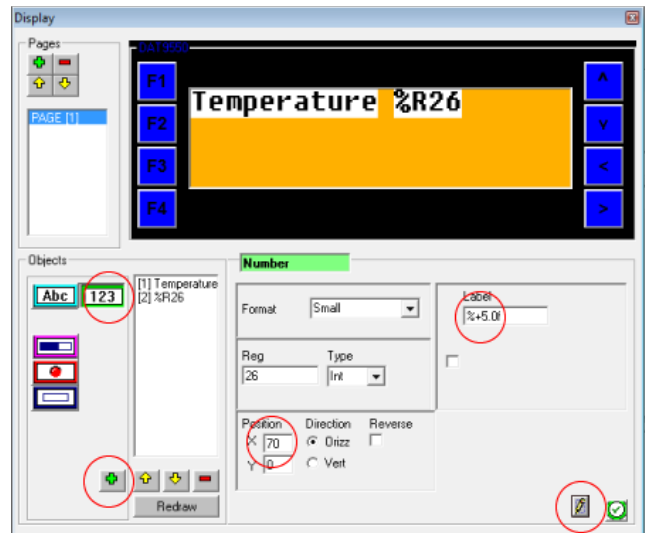 Display
Pages
DAT9550
F1
F2
F3
F4
^
v
<
>
Temperature %R26
PAGE [1]
Objects
Abc
123
[1] Temperature
[2] %R26
Redraw
Number
Format
Small
Label
%+5.0f
Reg
Type
26
Int
Position
Direction
Reverse
X 70
Orizz
Y 0
Vert